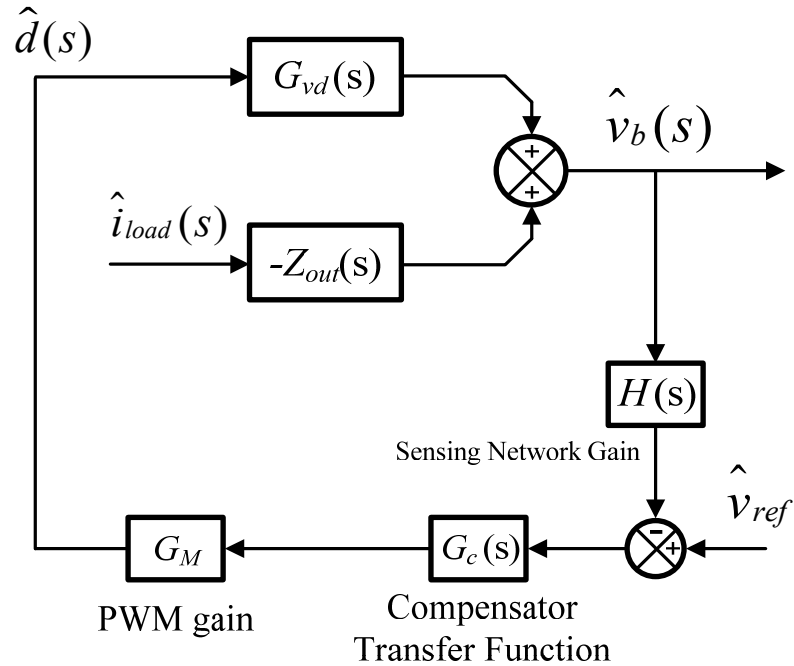 d̂(s)
G_vd(s)
+
+
v̂_b(s)
î_load(s)
-Z_out(s)
H(s)
Sensing Network Gain
v̂_ref
-
+
G_M
G_c(s)
PWM gain
Compensator
Transfer Function